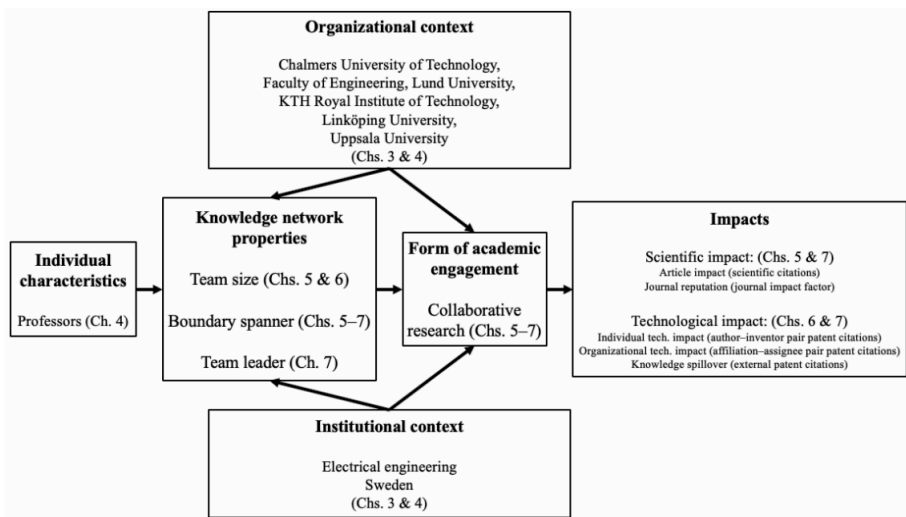 Organizational context
Chalmers University of Technology,
Faculty of Engineering, Lund University,
KTH Royal Institute of Technology,
Linköping University,
Uppsala University
(Chs. 3 & 4)
Individual
characteristics
Professors (Ch. 4)
Knowledge network
properties
Team size (Chs. 5 & 6)
Boundary spanner (Chs. 5–7)
Team leader (Ch. 7)
Form of academic
engagement
Collaborative
research (Chs. 5–7)
Impacts
Scientific impact: (Chs. 5 & 7)
Article impact (scientific citations)
Journal reputation (journal impact factor)
Technological impact: (Chs. 6 & 7)
Individual tech. impact (author–inventor pair patent citations)
Organizational tech. impact (affiliation–assignee pair patent citations)
Knowledge spillover (external patent citations)
Institutional context
Electrical engineering
Sweden
(Chs. 3 & 4)